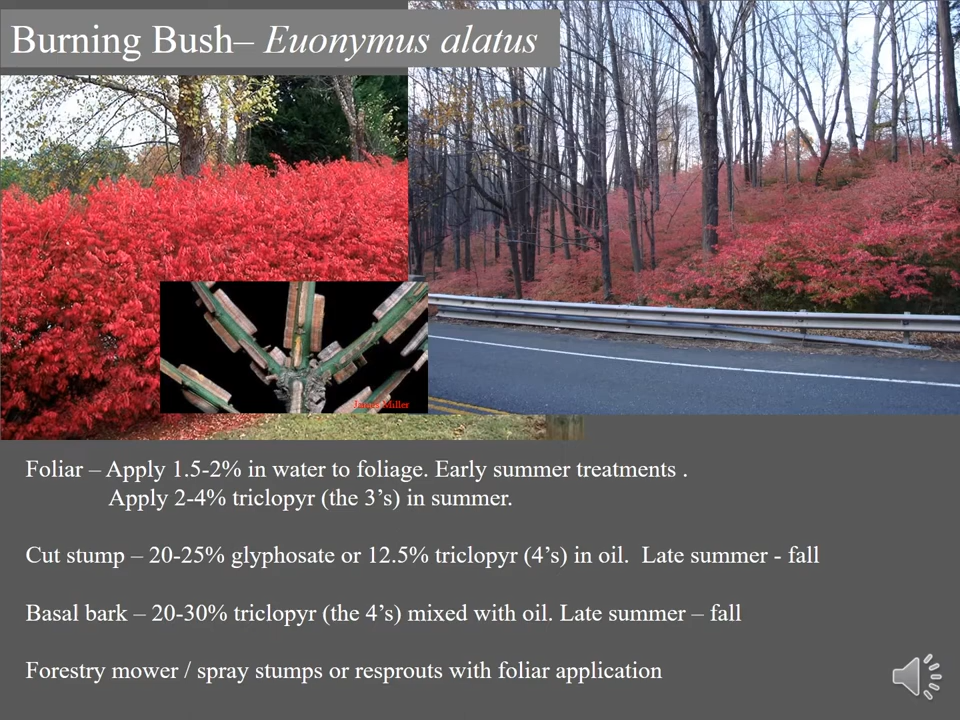 Burning Bush– Euonymus alatus
James Miller
Foliar – Apply 1.5-2% in water to foliage. Early summer treatments .
Apply 2-4% triclopyr (the 3’s) in summer.
Cut stump – 20-25% glyphosate or 12.5% triclopyr (4’s) in oil. Late summer - fall
Basal bark – 20-30% triclopyr (the 4’s) mixed with oil. Late summer – fall
Forestry mower / spray stumps or resprouts with foliar application